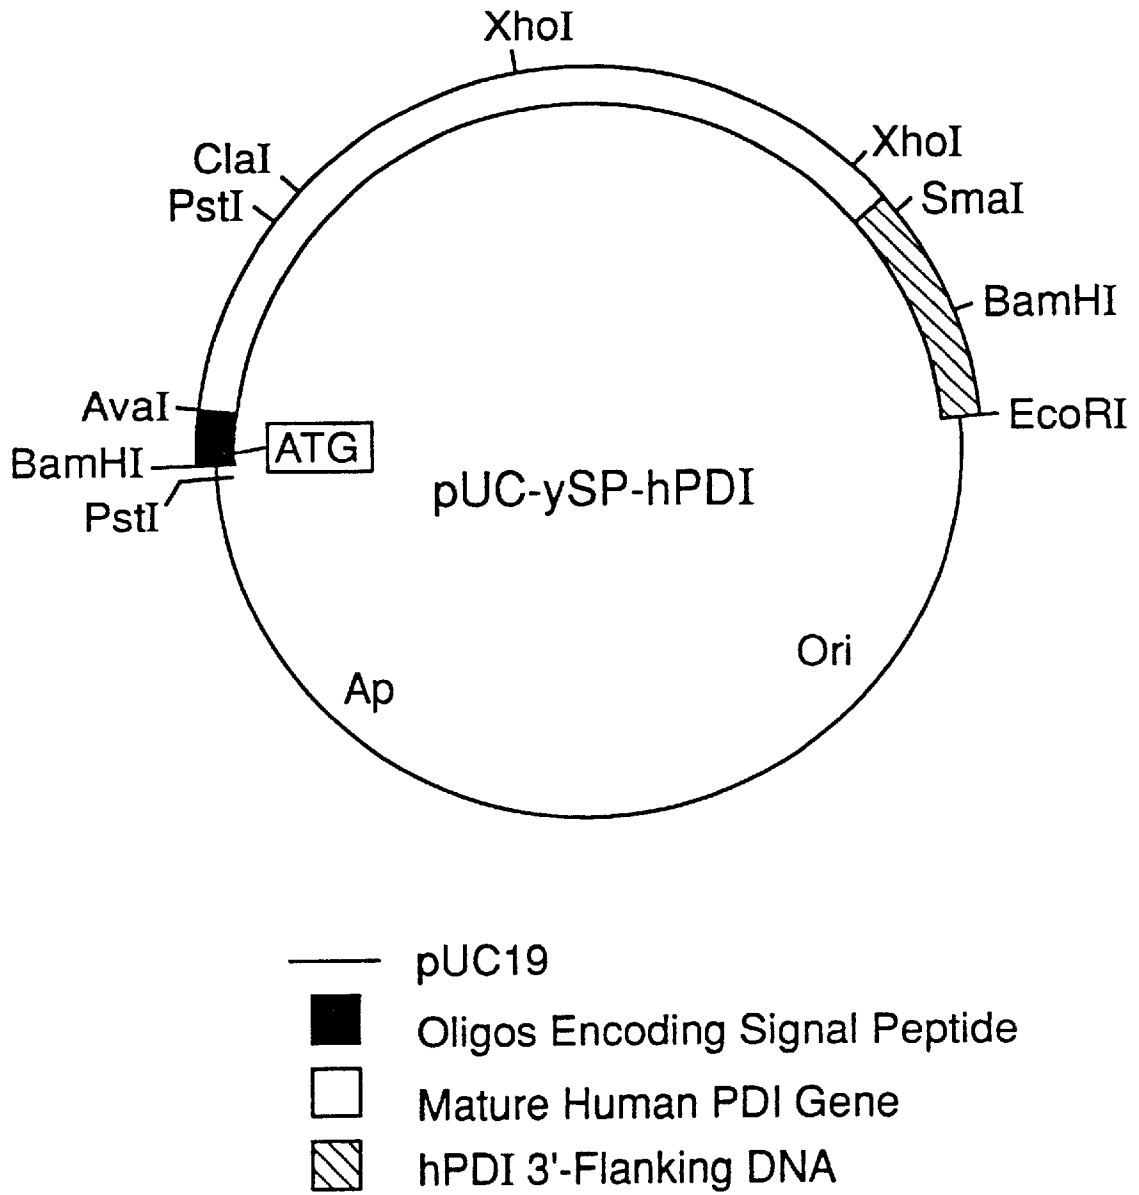 XhoI
ClaI
XhoI
PstI
SmaI
BamHI
AvaI
EcoRI
ATG
BamHI
pUC-ySP-hPDI
PstI
Ori
Ap
pUC19
Oligos Encoding Signal Peptide
Mature Human PDI Gene
hPDI 3'-Flanking DNA